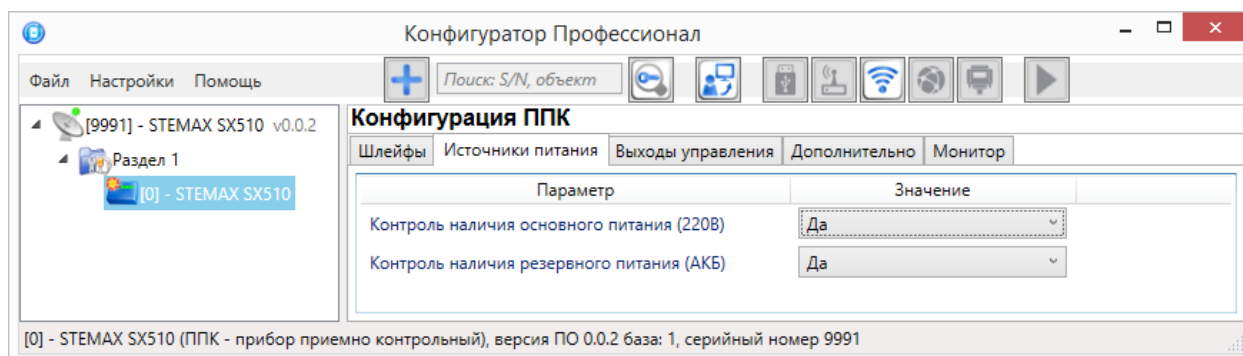 Конфигуратор Профессионал
Файл Настройки Помощь Поиск: S/N, объект
[9991] - STEMAX SX510 v0.0.2
Раздел 1
[0] - STEMAX SX510
Конфигурация ППК
Шлейфы Источники питания Выходы управления Дополнительно Монитор
Параметр Значение
Контроль наличия основного питания (220В) Да
Контроль наличия резервного питания (АКБ) Да
[0] - STEMAX SX510 (ППК - прибор приемно контрольный), версия ПО 0.0.2 база: 1, серийный номер 9991